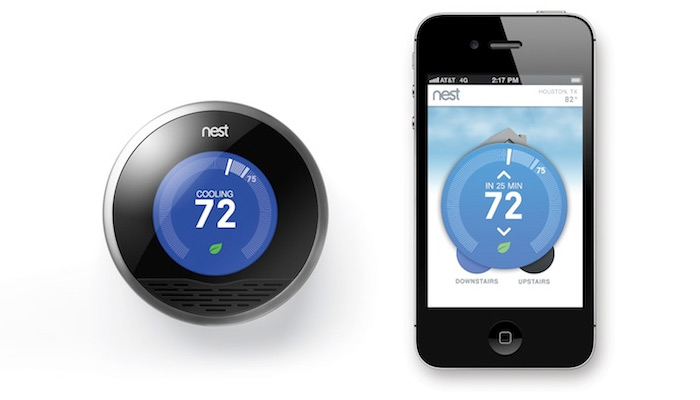 nest
75
COOLING
72
AT&T 4G 2:17 PM
nest
HOUSTON, TX
82°
75
IN 25 MIN
72
DOWNSTAIRS UPSTAIRS